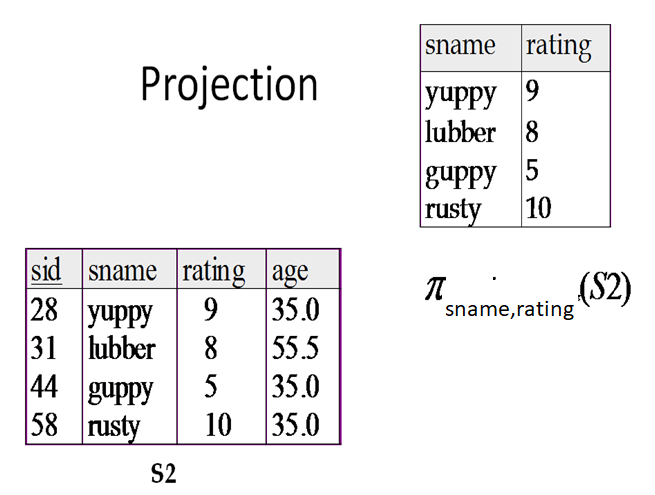 Projection
sname rating
yuppy 9
lubber 8
guppy 5
rusty 10
π sname,rating (S2)
sid sname rating age
28 yuppy 9 35.0
31 lubber 8 55.5
44 guppy 5 35.0
58 rusty 10 35.0
S2